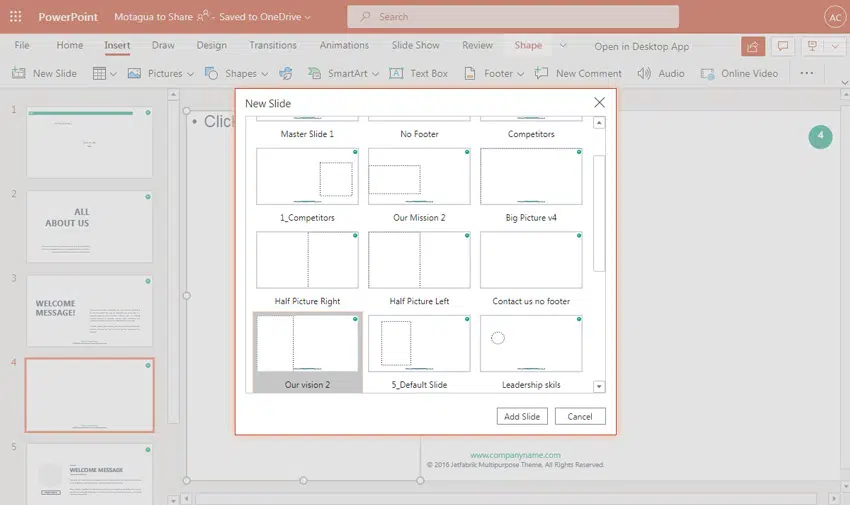 PowerPoint Motagua to Share - Saved to OneDrive Search AC
File Home Insert Draw Design Transitions Animations Slide Show Review Shape Open in Desktop App
New Slide Pictures Shapes SmartArt Text Box Footer New Comment Audio Online Video ...
1
2
ALL
ABOUT US
3
WELCOME
MESSAGE!
4
5
WELCOME MESSAGE
• Click
4
New Slide
Master Slide 1 No Footer Competitors
1_Competitors Our Mission 2 Big Picture v4
Half Picture Right Half Picture Left Contact us no footer
Our vision 2 5_Default Slide Leadership skils
Add Slide Cancel
www.companyname.com
© 2016 Jetfabrik Multipurpose Theme. All Rights Reserved.